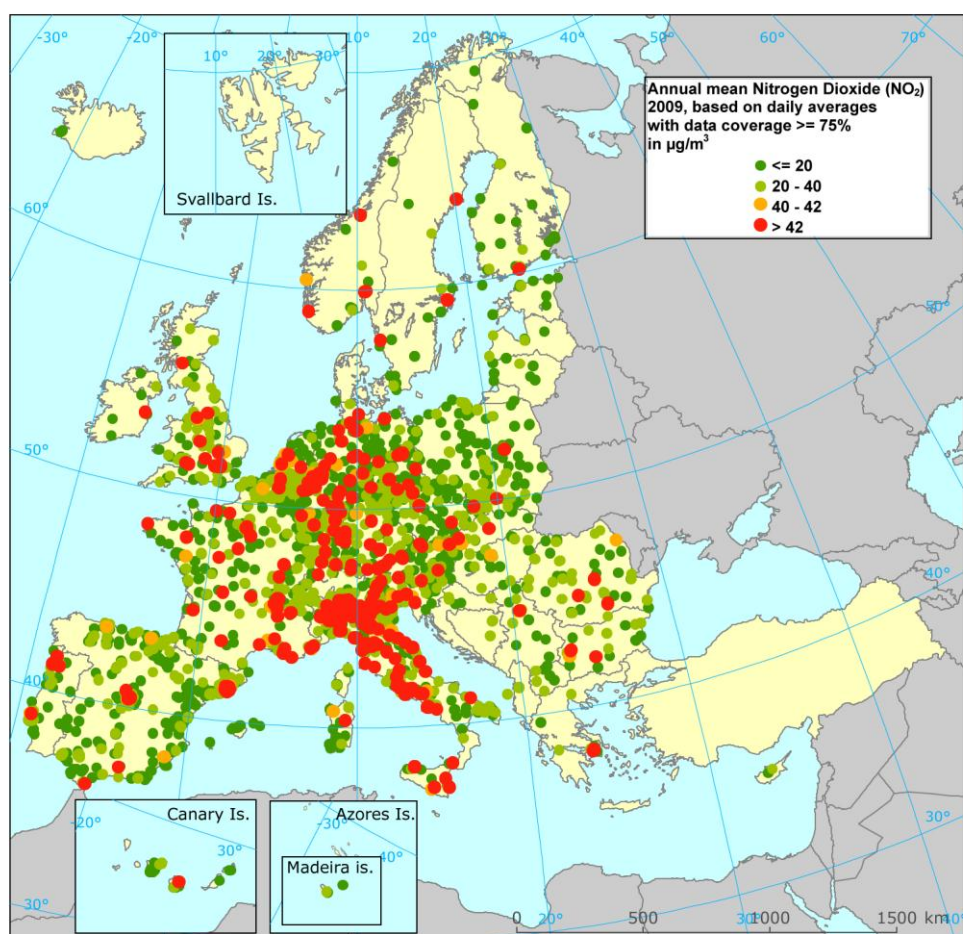 -30°
-20°
-10°
0°
10°
20°
30°
40°
50°
60°
70°
10°
20°
30°
Svallbard Is.
Annual mean Nitrogen Dioxide (NO₂)
2009, based on daily averages
with data coverage >= 75%
in µg/m³
<= 20
20 - 40
40 - 42
> 42
60°
50°
50°
40°
40°
Canary Is.
-20°
30°
Azores Is.
-30°
40°
Madeira is.
30°
30°
0 20° 500 30° 1000 1500 km 40°